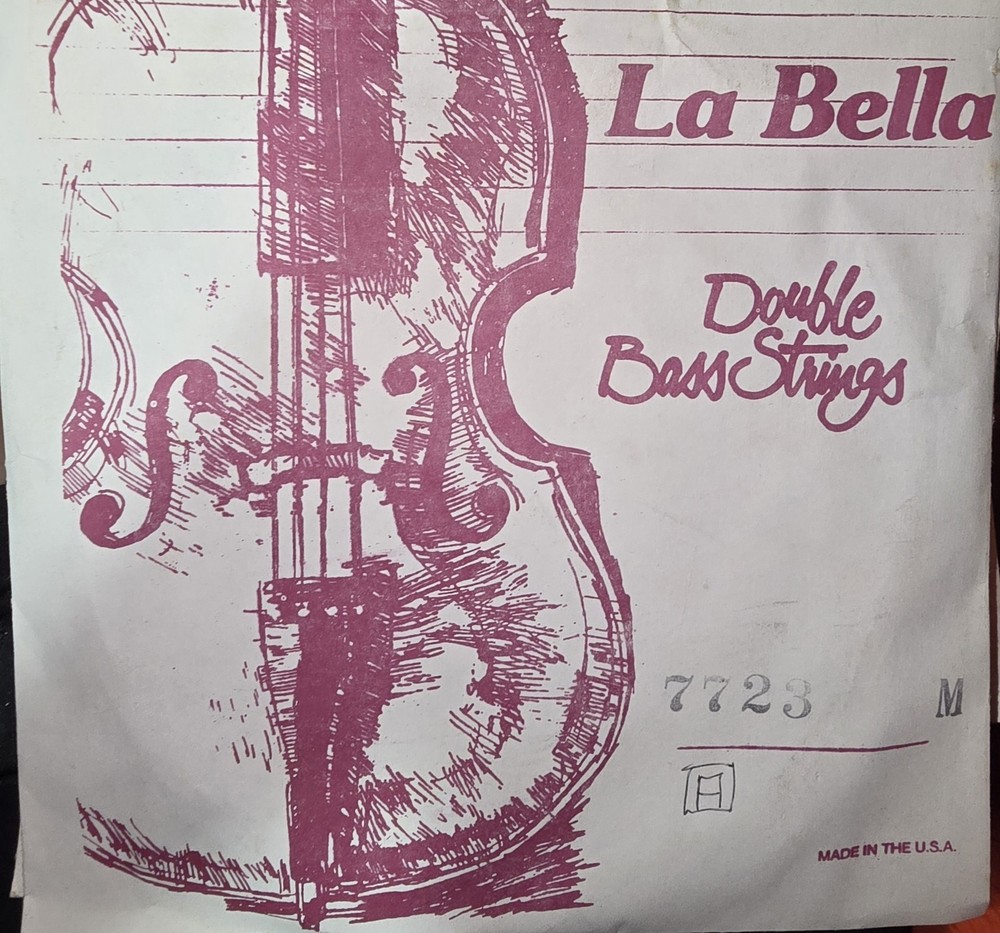 La Bella
Double
Bass Strings
7723 M
A
MADE IN THE U.S.A.